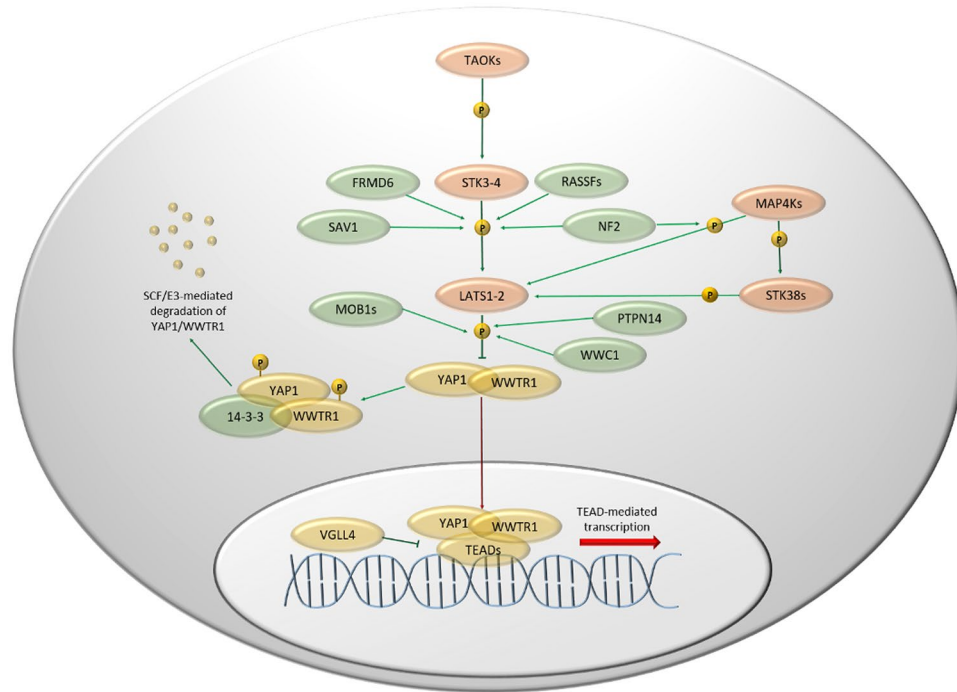 TAOKs
P
FRMD6
STK3-4
RASSFs
MAP4Ks
SAV1
P
NF2
P
P
SCF/E3-mediated
degradation of
YAP1/WWTR1
LATS1-2
P
STK38s
MOB1s
P
PTPN14
WWC1
P
YAP1
WWTR1
YAP1
P
14-3-3
WWTR1
TEAD-mediated
transcription
VGLL4
YAP1
WWTR1
TEADs